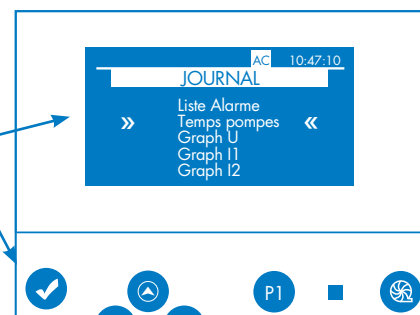 AC 10:47:10
JOURNAL
Liste Alarme
» Temps pompes «
Graph U
Graph I1
Graph I2
P1